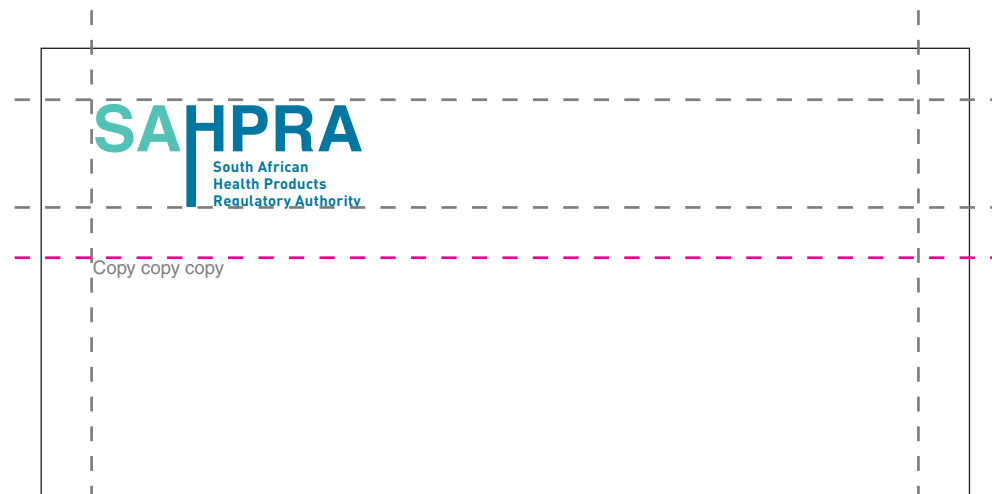 SAHPRA
South African
Health Products
Regulatory Authority
Copy copy copy